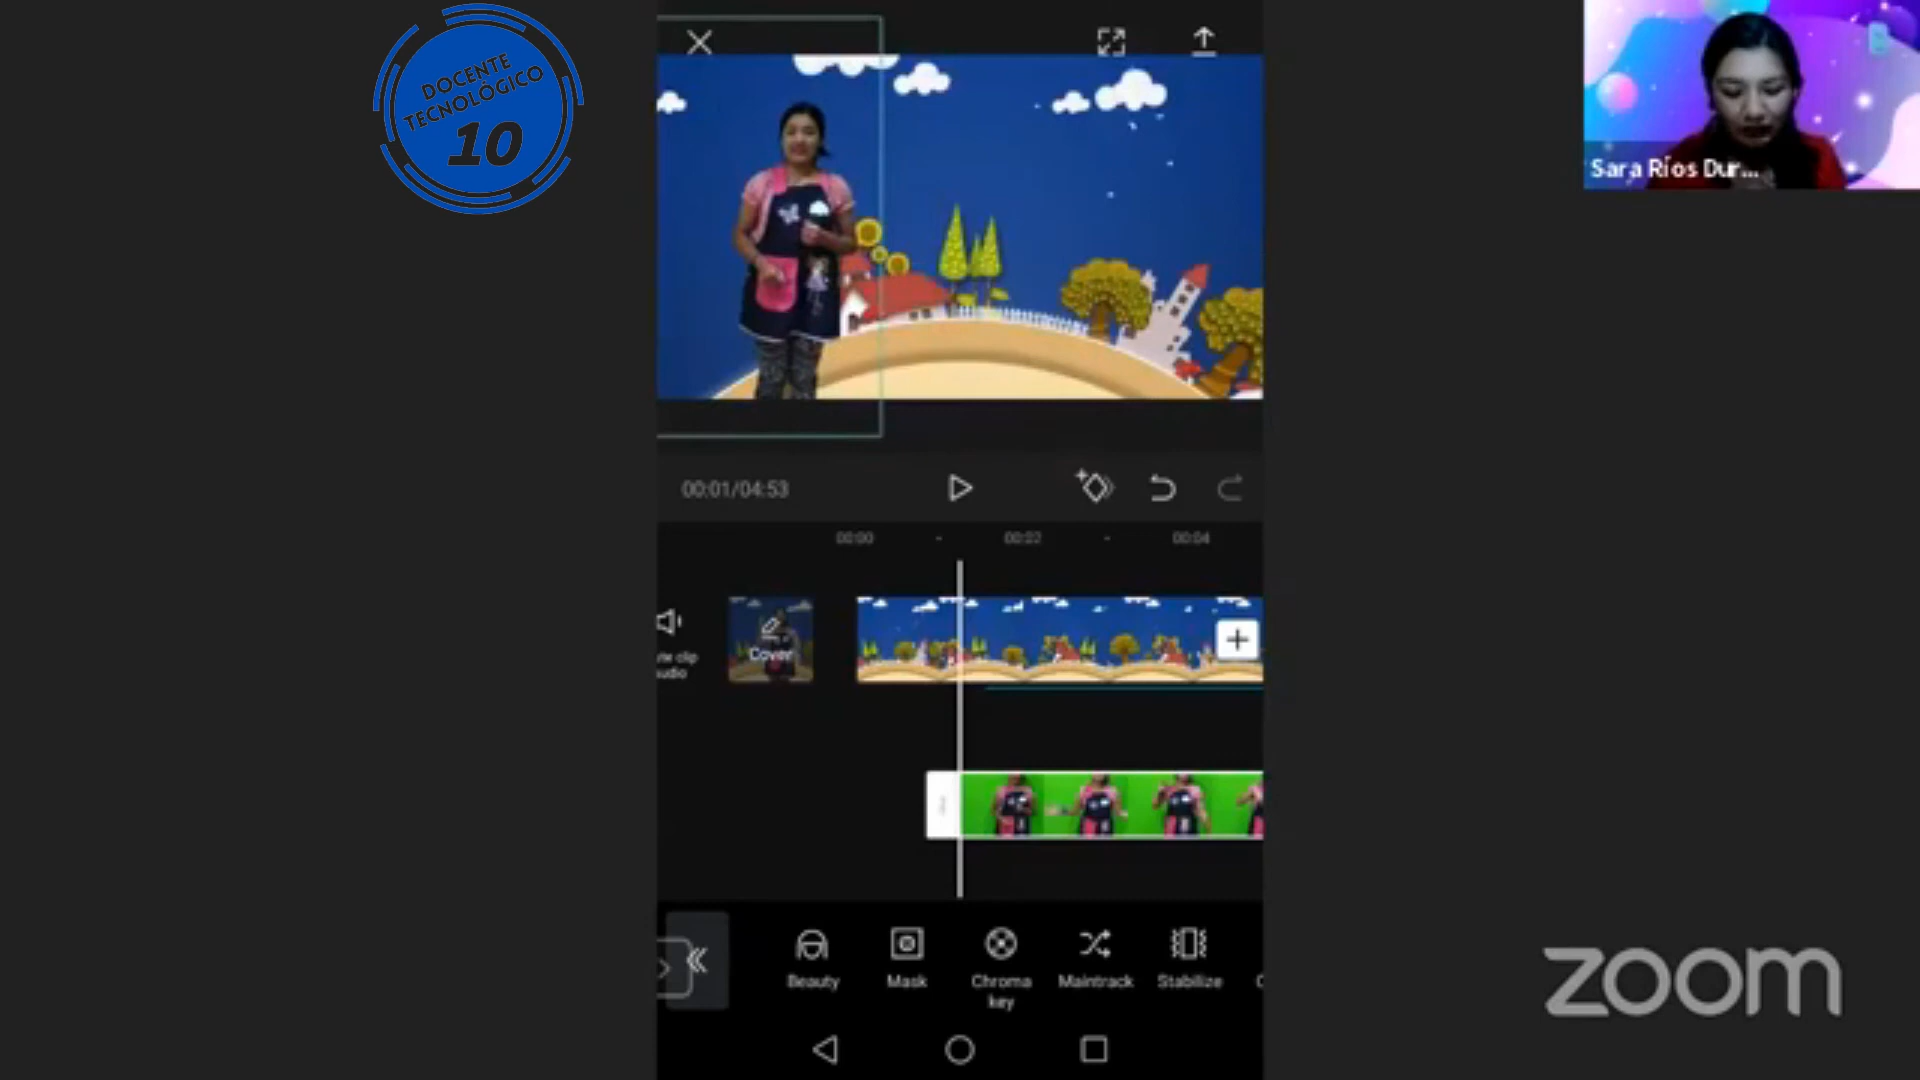 DOCENTE
TECNOLÓGICO
10
Sara Ríos Dur...
00:01/04:53
00:00
00:02
00:04
Cover
Beauty
Mask
Chroma
key
Maintrack
Stabilize
zoom